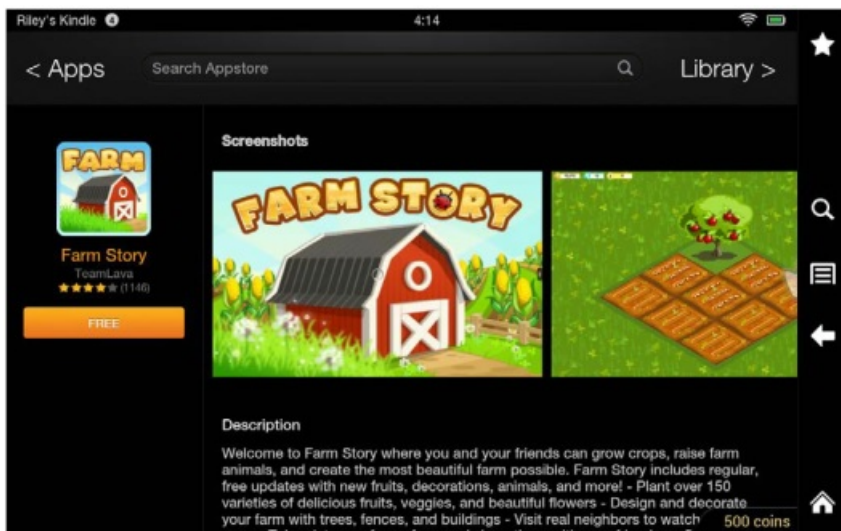 Riley's Kindle 4
4:14
< Apps
Search Appstore
Library >
FARM
Farm Story
TeamLava
(1146)
FREE
Screenshots
FARM STORY
Description
Welcome to Farm Story where you and your friends can grow crops, raise farm
animals, and create the most beautiful farm possible. Farm Story includes regular,
free updates with new fruits, decorations, animals, and more! - Plant over 150
varieties of delicious fruits, veggies, and beautiful flowers - Design and decorate
your farm with trees, fences, and buildings - Visit real neighbors to watch
500 coins